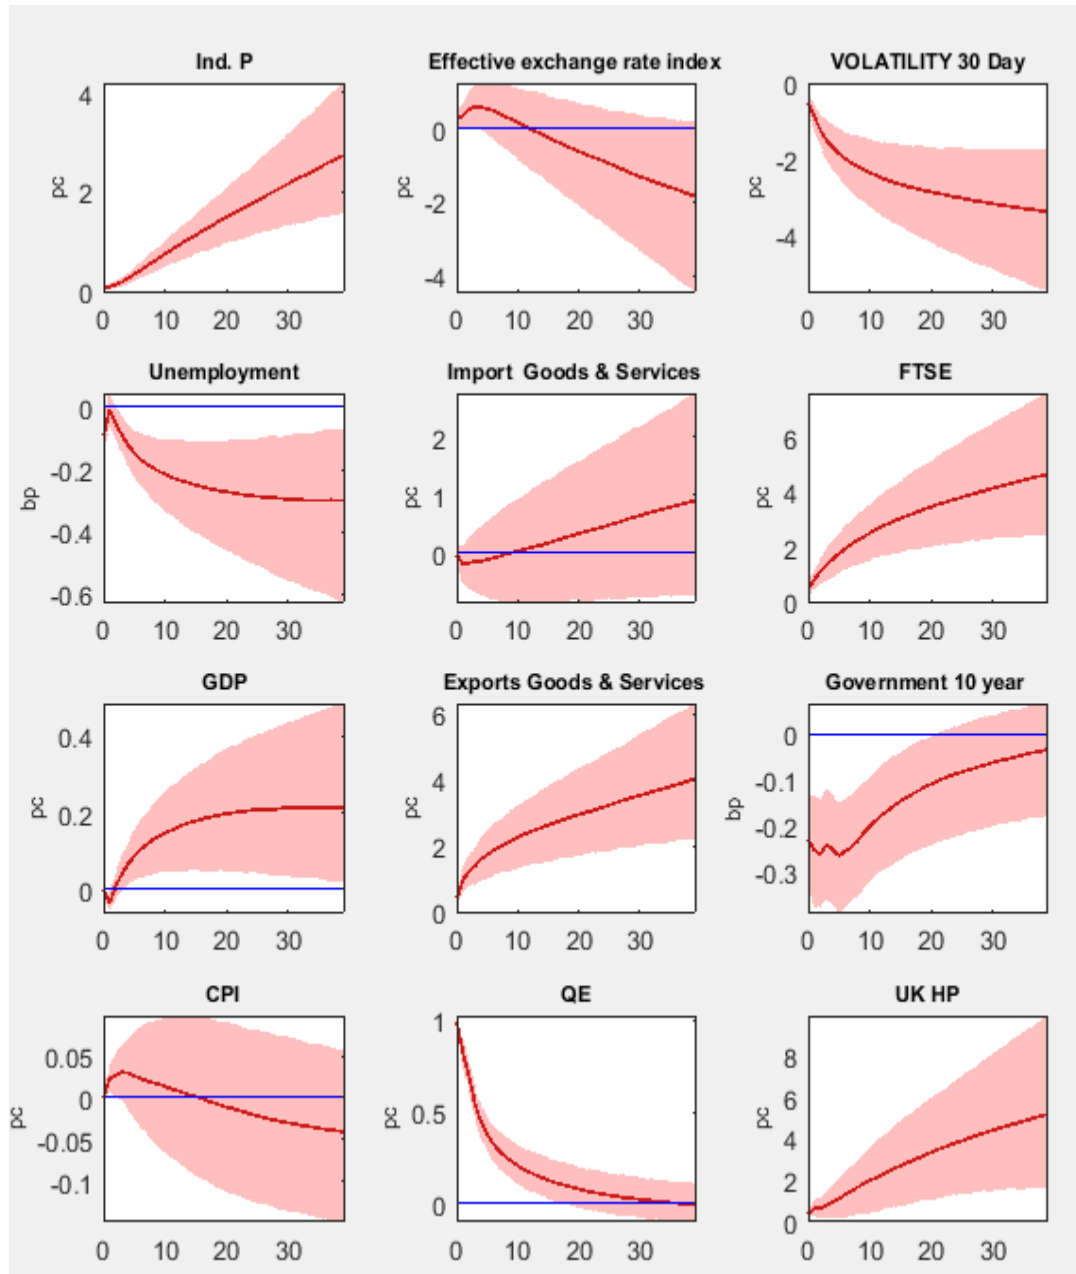 Ind. P
pc
4
2
0
0 10 20 30
Effective exchange rate index
pc
0
-2
-4
0 10 20 30
VOLATILITY 30 Day
pc
0
-2
-4
0 10 20 30
Unemployment
bp
0
-0.2
-0.4
-0.6
0 10 20 30
Import Goods & Services
pc
2
1
0
0 10 20 30
FTSE
pc
6
4
2
0
0 10 20 30
GDP
pc
0.4
0.2
0
0 10 20 30
Exports Goods & Services
pc
6
4
2
0
0 10 20 30
Government 10 year
bp
0
-0.1
-0.2
-0.3
0 10 20 30
CPI
pc
0.05
0
-0.05
-0.1
0 10 20 30
QE
pc
1
0.5
0
0 10 20 30
UK HP
pc
8
6
4
2
0
0 10 20 30